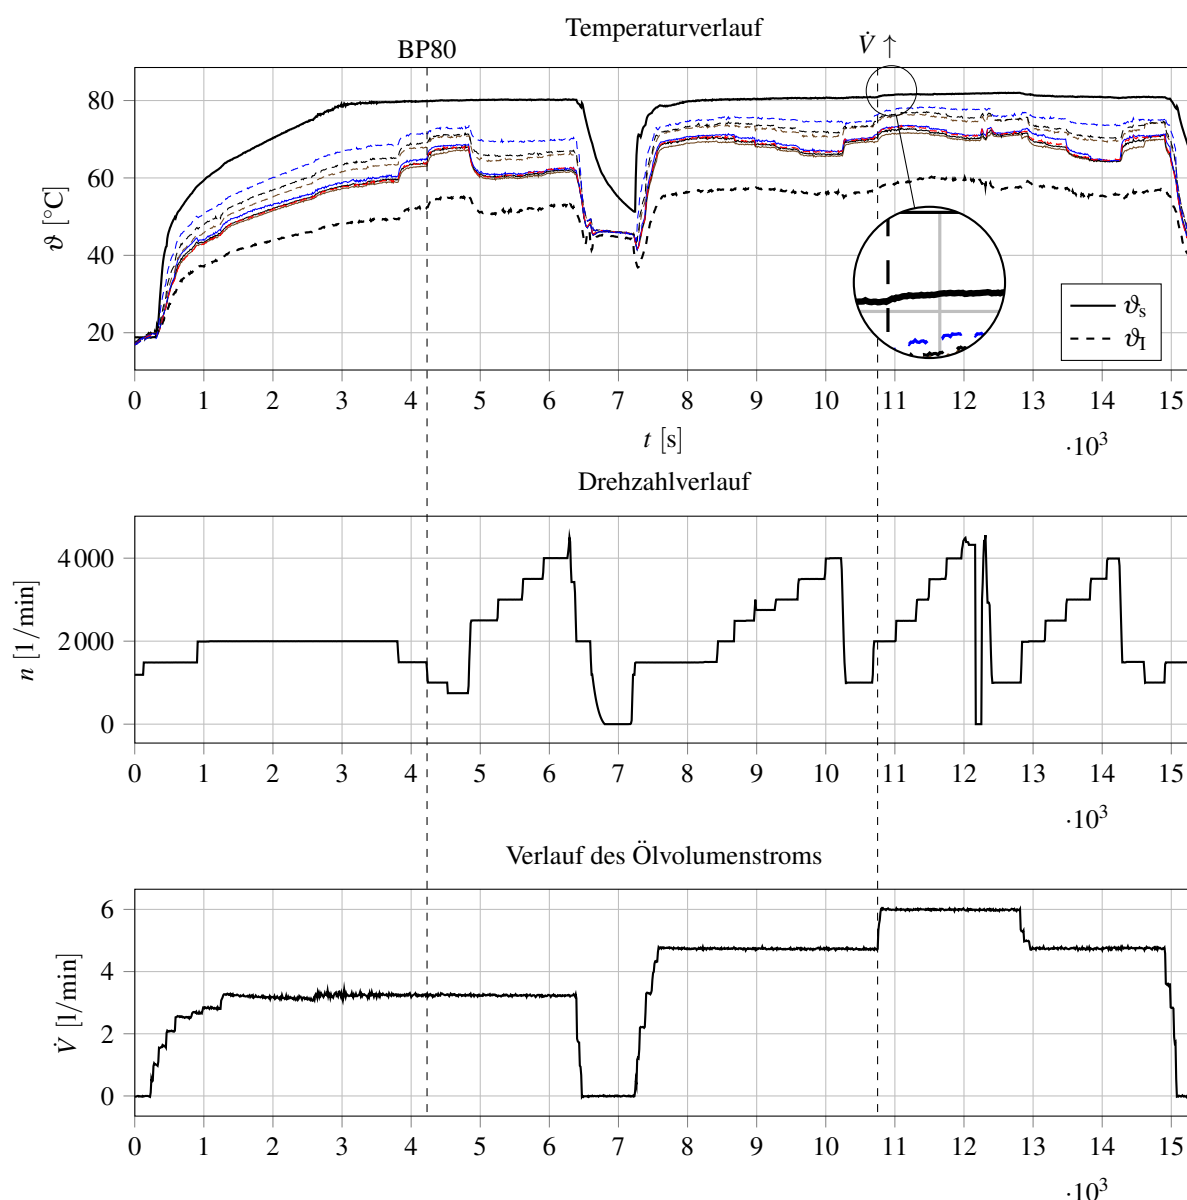 Temperaturverlauf
BP80
V̇ ↑
80
60
40
20
ϑ [°C]
ϑs
ϑI
0 1 2 3 4 5 6 7 8 9 10 11 12 13 14 15
t [s]
·10³
Drehzahlverlauf
4 000
2 000
0
n [1/min]
0 1 2 3 4 5 6 7 8 9 10 11 12 13 14 15
·10³
Verlauf des Ölvolumenstroms
6
4
2
0
V̇ [l/min]
0 1 2 3 4 5 6 7 8 9 10 11 12 13 14 15
·10³